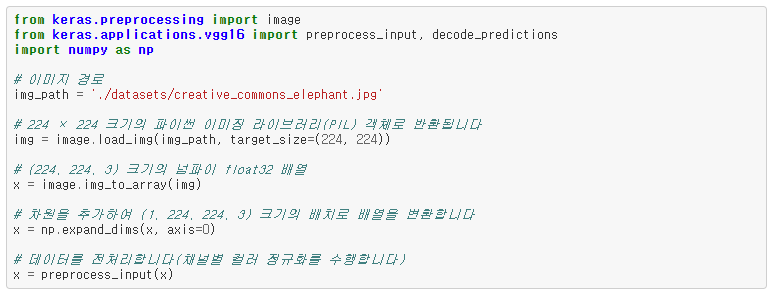 from keras.preprocessing import image
from keras.applications.vgg16 import preprocess_input, decode_predictions
import numpy as np
# 이미지 경로
img_path = './datasets/creative_commons_elephant.jpg'
# 224 × 224 크기의 파이썬 이미징 라이브러리(PIL) 객체로 반환됩니다
img = image.load_img(img_path, target_size=(224, 224))
# (224, 224, 3) 크기의 넘파이 float32 배열
x = image.img_to_array(img)
# 차원을 추가하여 (1, 224, 224, 3) 크기의 배치로 배열을 변환합니다
x = np.expand_dims(x, axis=0)
# 데이터를 전처리합니다(채널별 컬러 정규화를 수행합니다)
x = preprocess_input(x)